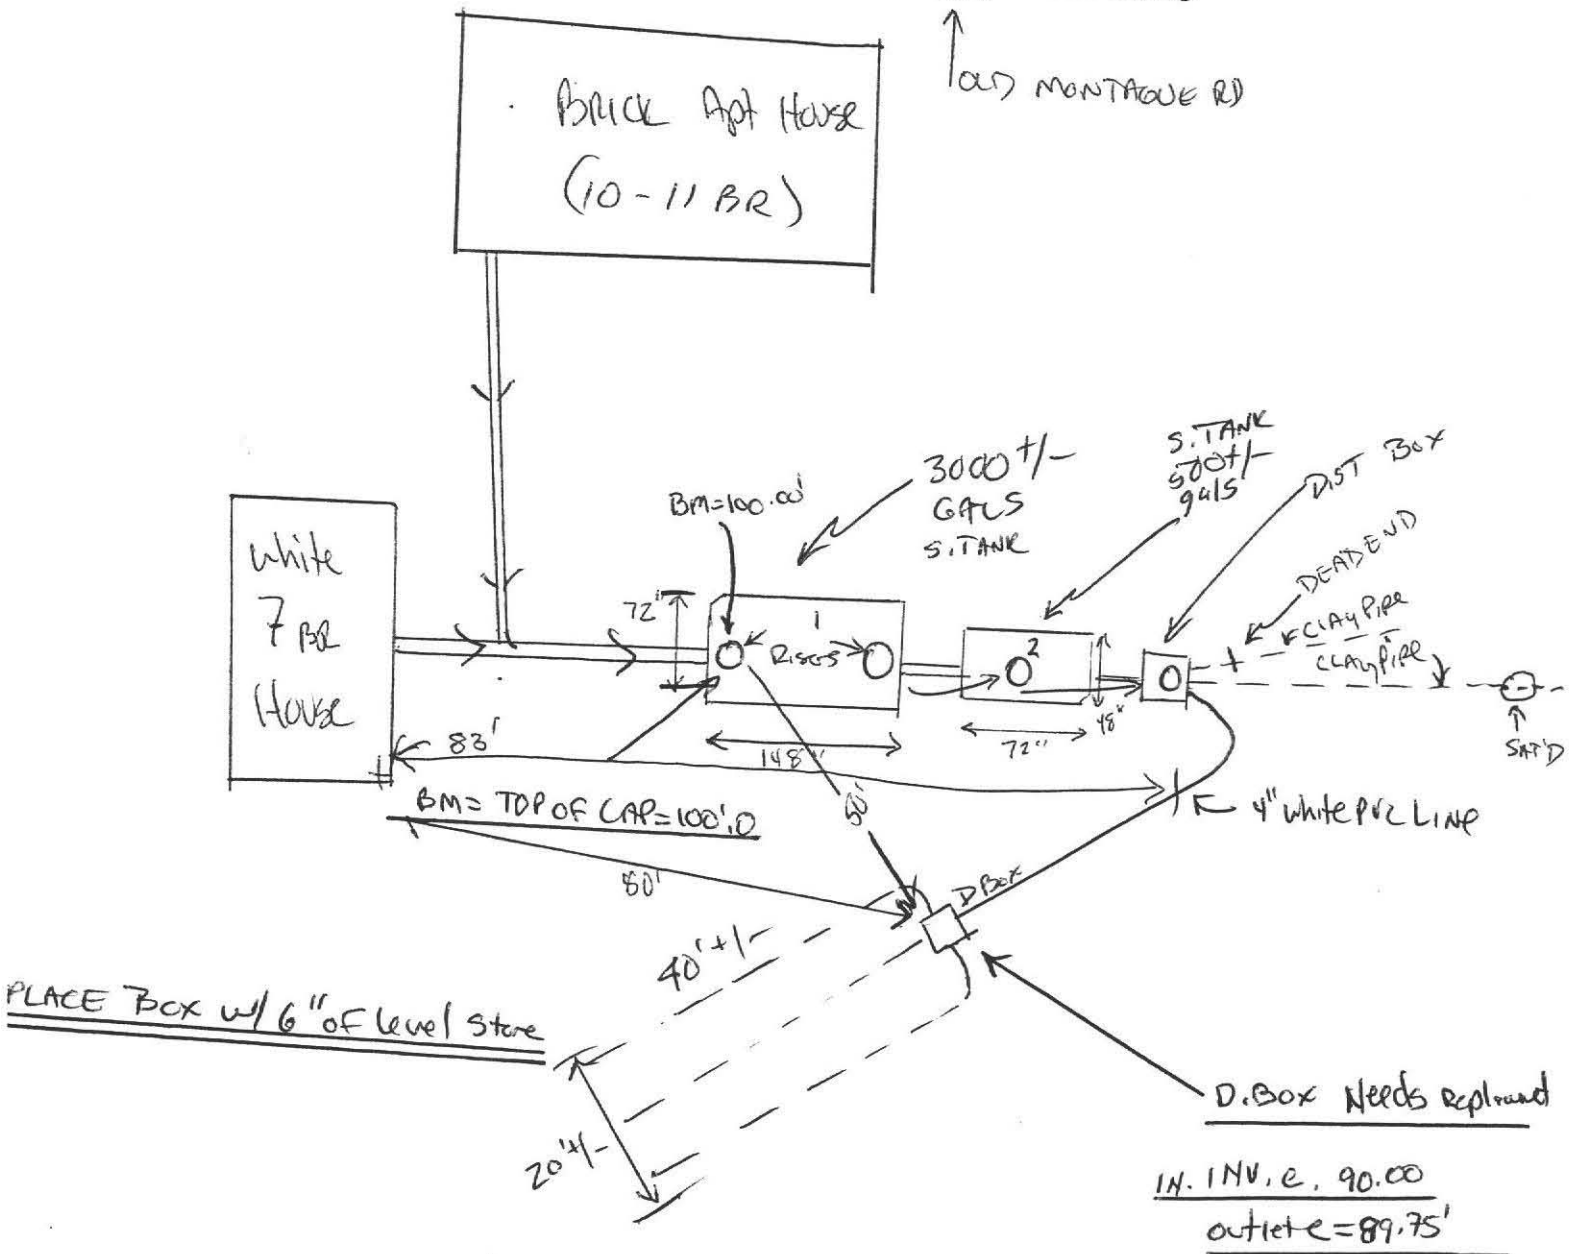 OLD MONTAGUE RD
BRICK Apt House
(10-11 BR)
S. TANK
500+/-
gals
DIST BOX
3000 +/-
GALS
S. TANK
BM=100.00'
DEAD END
CLAY PIPE
CLAY PIPE
white
7 BR
House
72"
1
Risers
2
48"
72"
148"
SAT'D
83'
BM = TOP OF CAP = 100'.0
50'
4" white PVC LINE
80'
D Box
40' +/-
PLACE Box w/ 6" of level Stone
20' +/-
D. BOX Needs
IN. INV. e. 90.00
outlet e = 89.75'